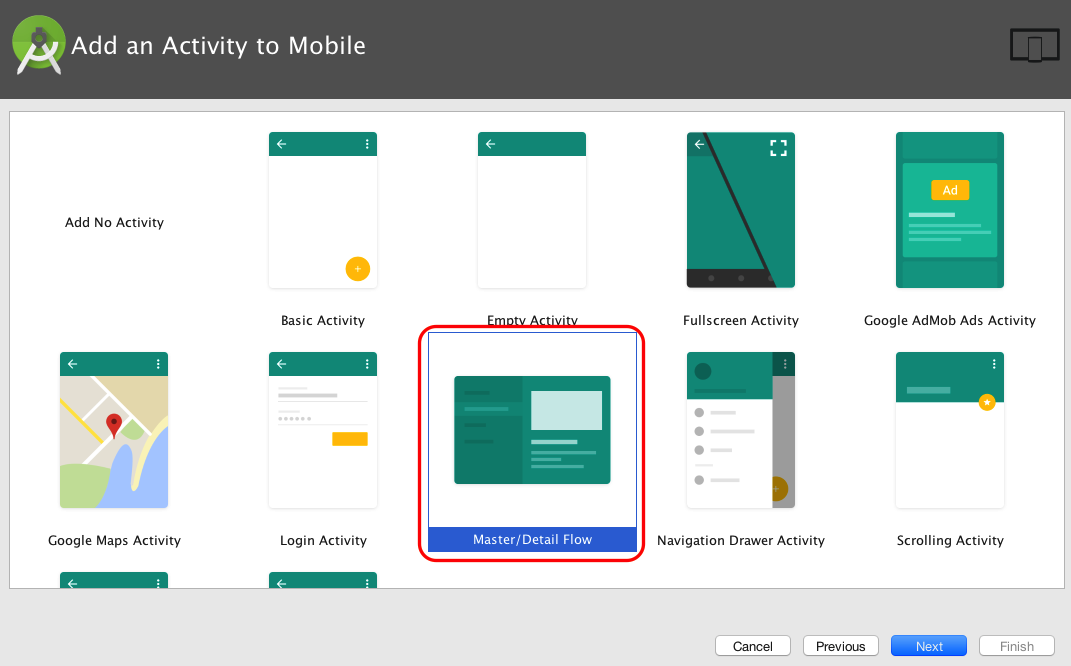 Add an Activity to Mobile
Ad
Add No Activity
Basic Activity
Empty Activity
Fullscreen Activity
Google AdMob Ads Activity
Google Maps Activity
Login Activity
Master/Detail Flow
Navigation Drawer Activity
Scrolling Activity
Cancel
Previous
Next
Finish